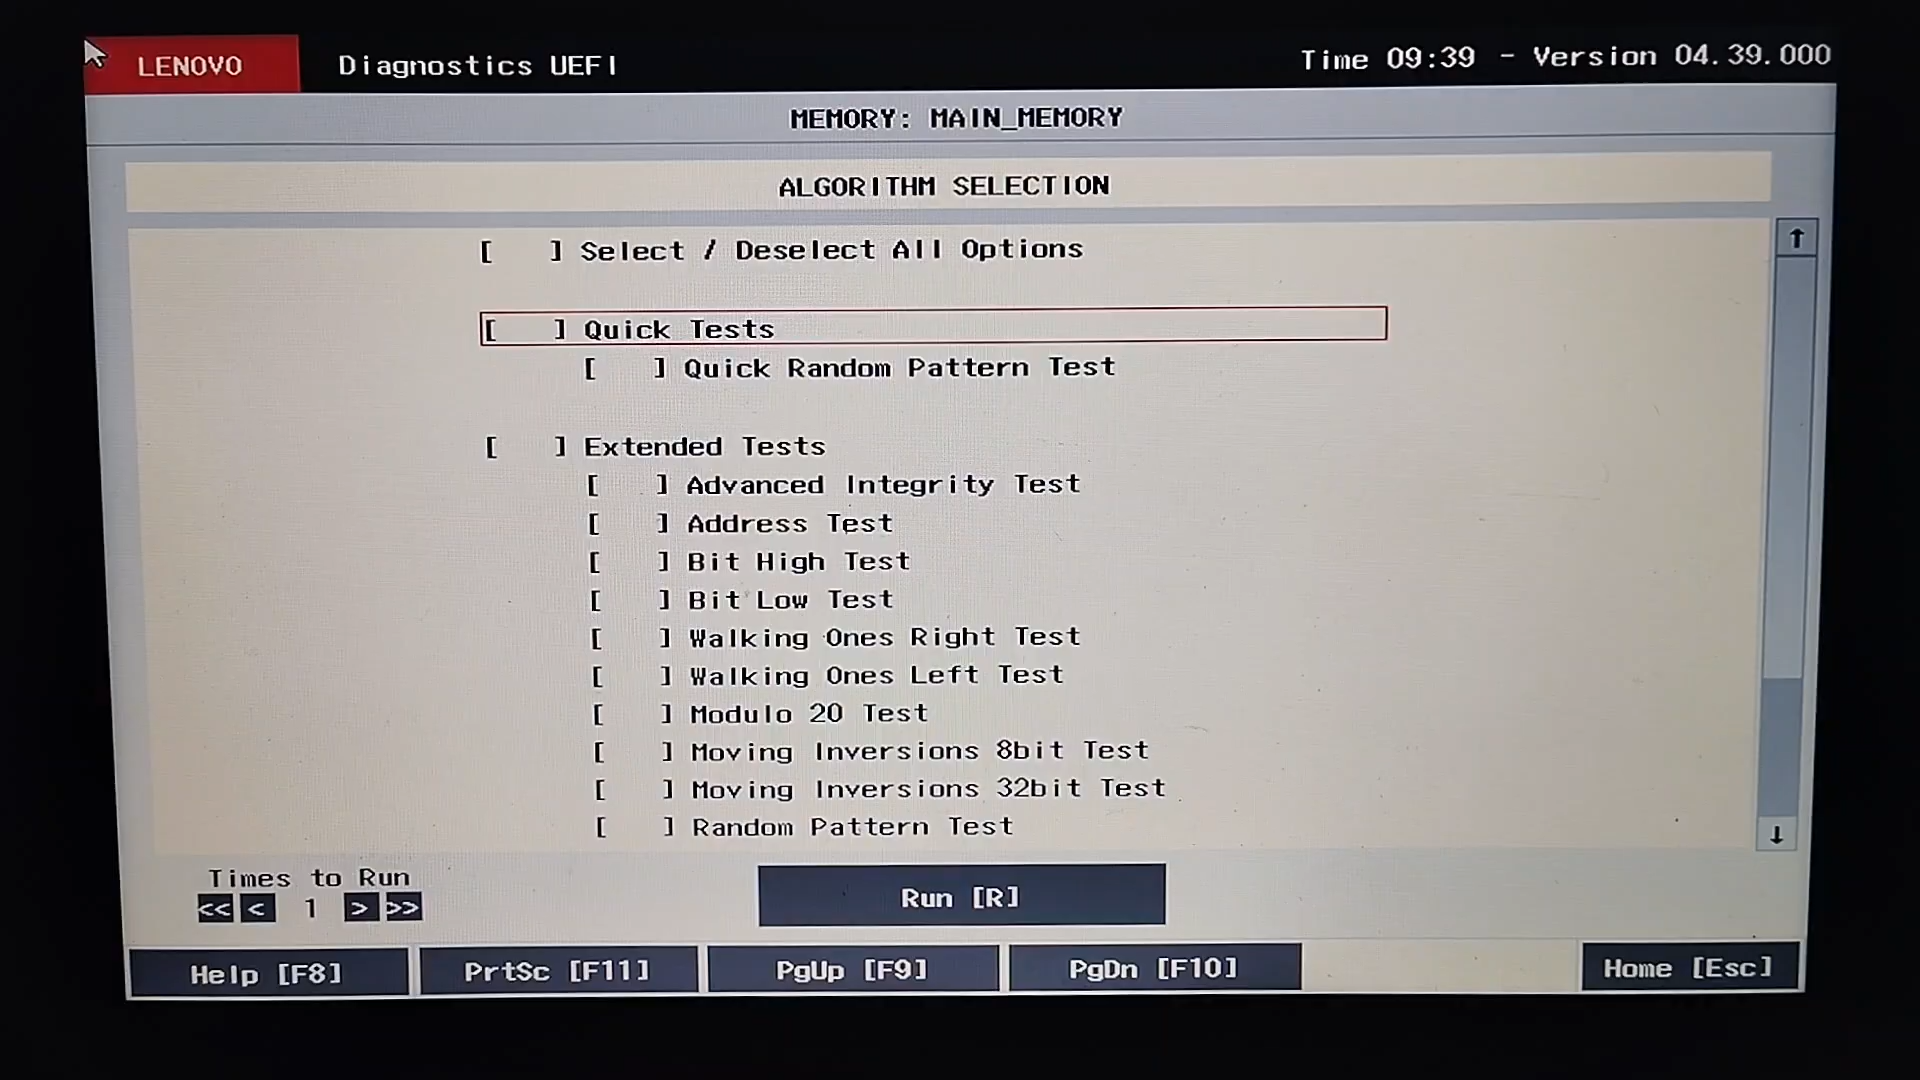 LENOVO Diagnostics UEFI Time 09:39 - Version 04.39.000
MEMORY: MAIN_MEMORY
ALGORITHM SELECTION
[ ] Select / Deselect All Options
[ ] Quick Tests
[ ] Quick Random Pattern Test
[ ] Extended Tests
[ ] Advanced Integrity Test
[ ] Address Test
[ ] Bit High Test
[ ] Bit Low Test
[ ] Walking Ones Right Test
[ ] Walking Ones Left Test
[ ] Modulo 20 Test
[ ] Moving Inversions 8bit Test
[ ] Moving Inversions 32bit Test
[ ] Random Pattern Test
Times to Run
<< < 1 > >>
Run [R]
Help [F8] PrtSc [F11] PgUp [F9] PgDn [F10] Home [Esc]